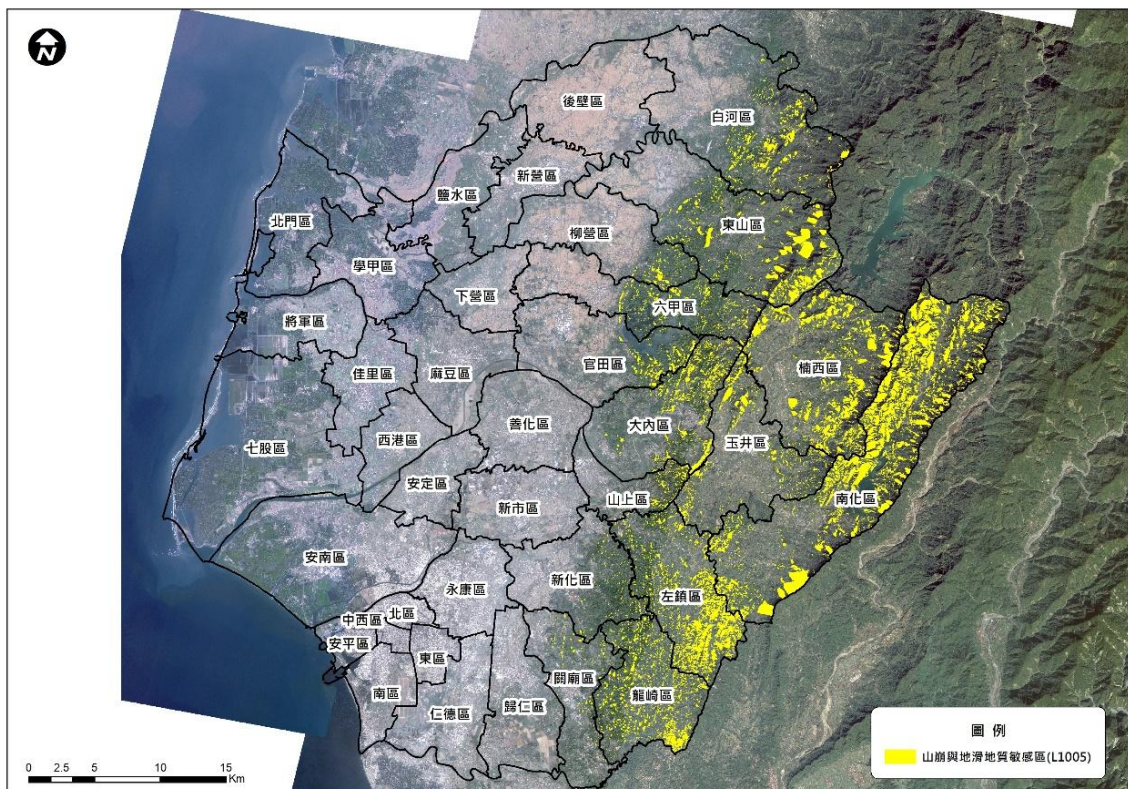 N
後壁區
白河區
新營區
鹽水區
北門區
東山區
柳營區
學甲區
下營區
六甲區
將軍區
官田區
楠西區
佳里區
麻豆區
善化區
大內區
玉井區
西港區
七股區
安定區
山上區
新市區
南化區
安南區
新化區
永康區
左鎮區
北區
中西區
安平區
東區
關廟區
南區
龍崎區
歸仁區
仁德區
圖 例
山崩與地滑地質敏感區(L1005)
0 2.5 5 10 15
Km